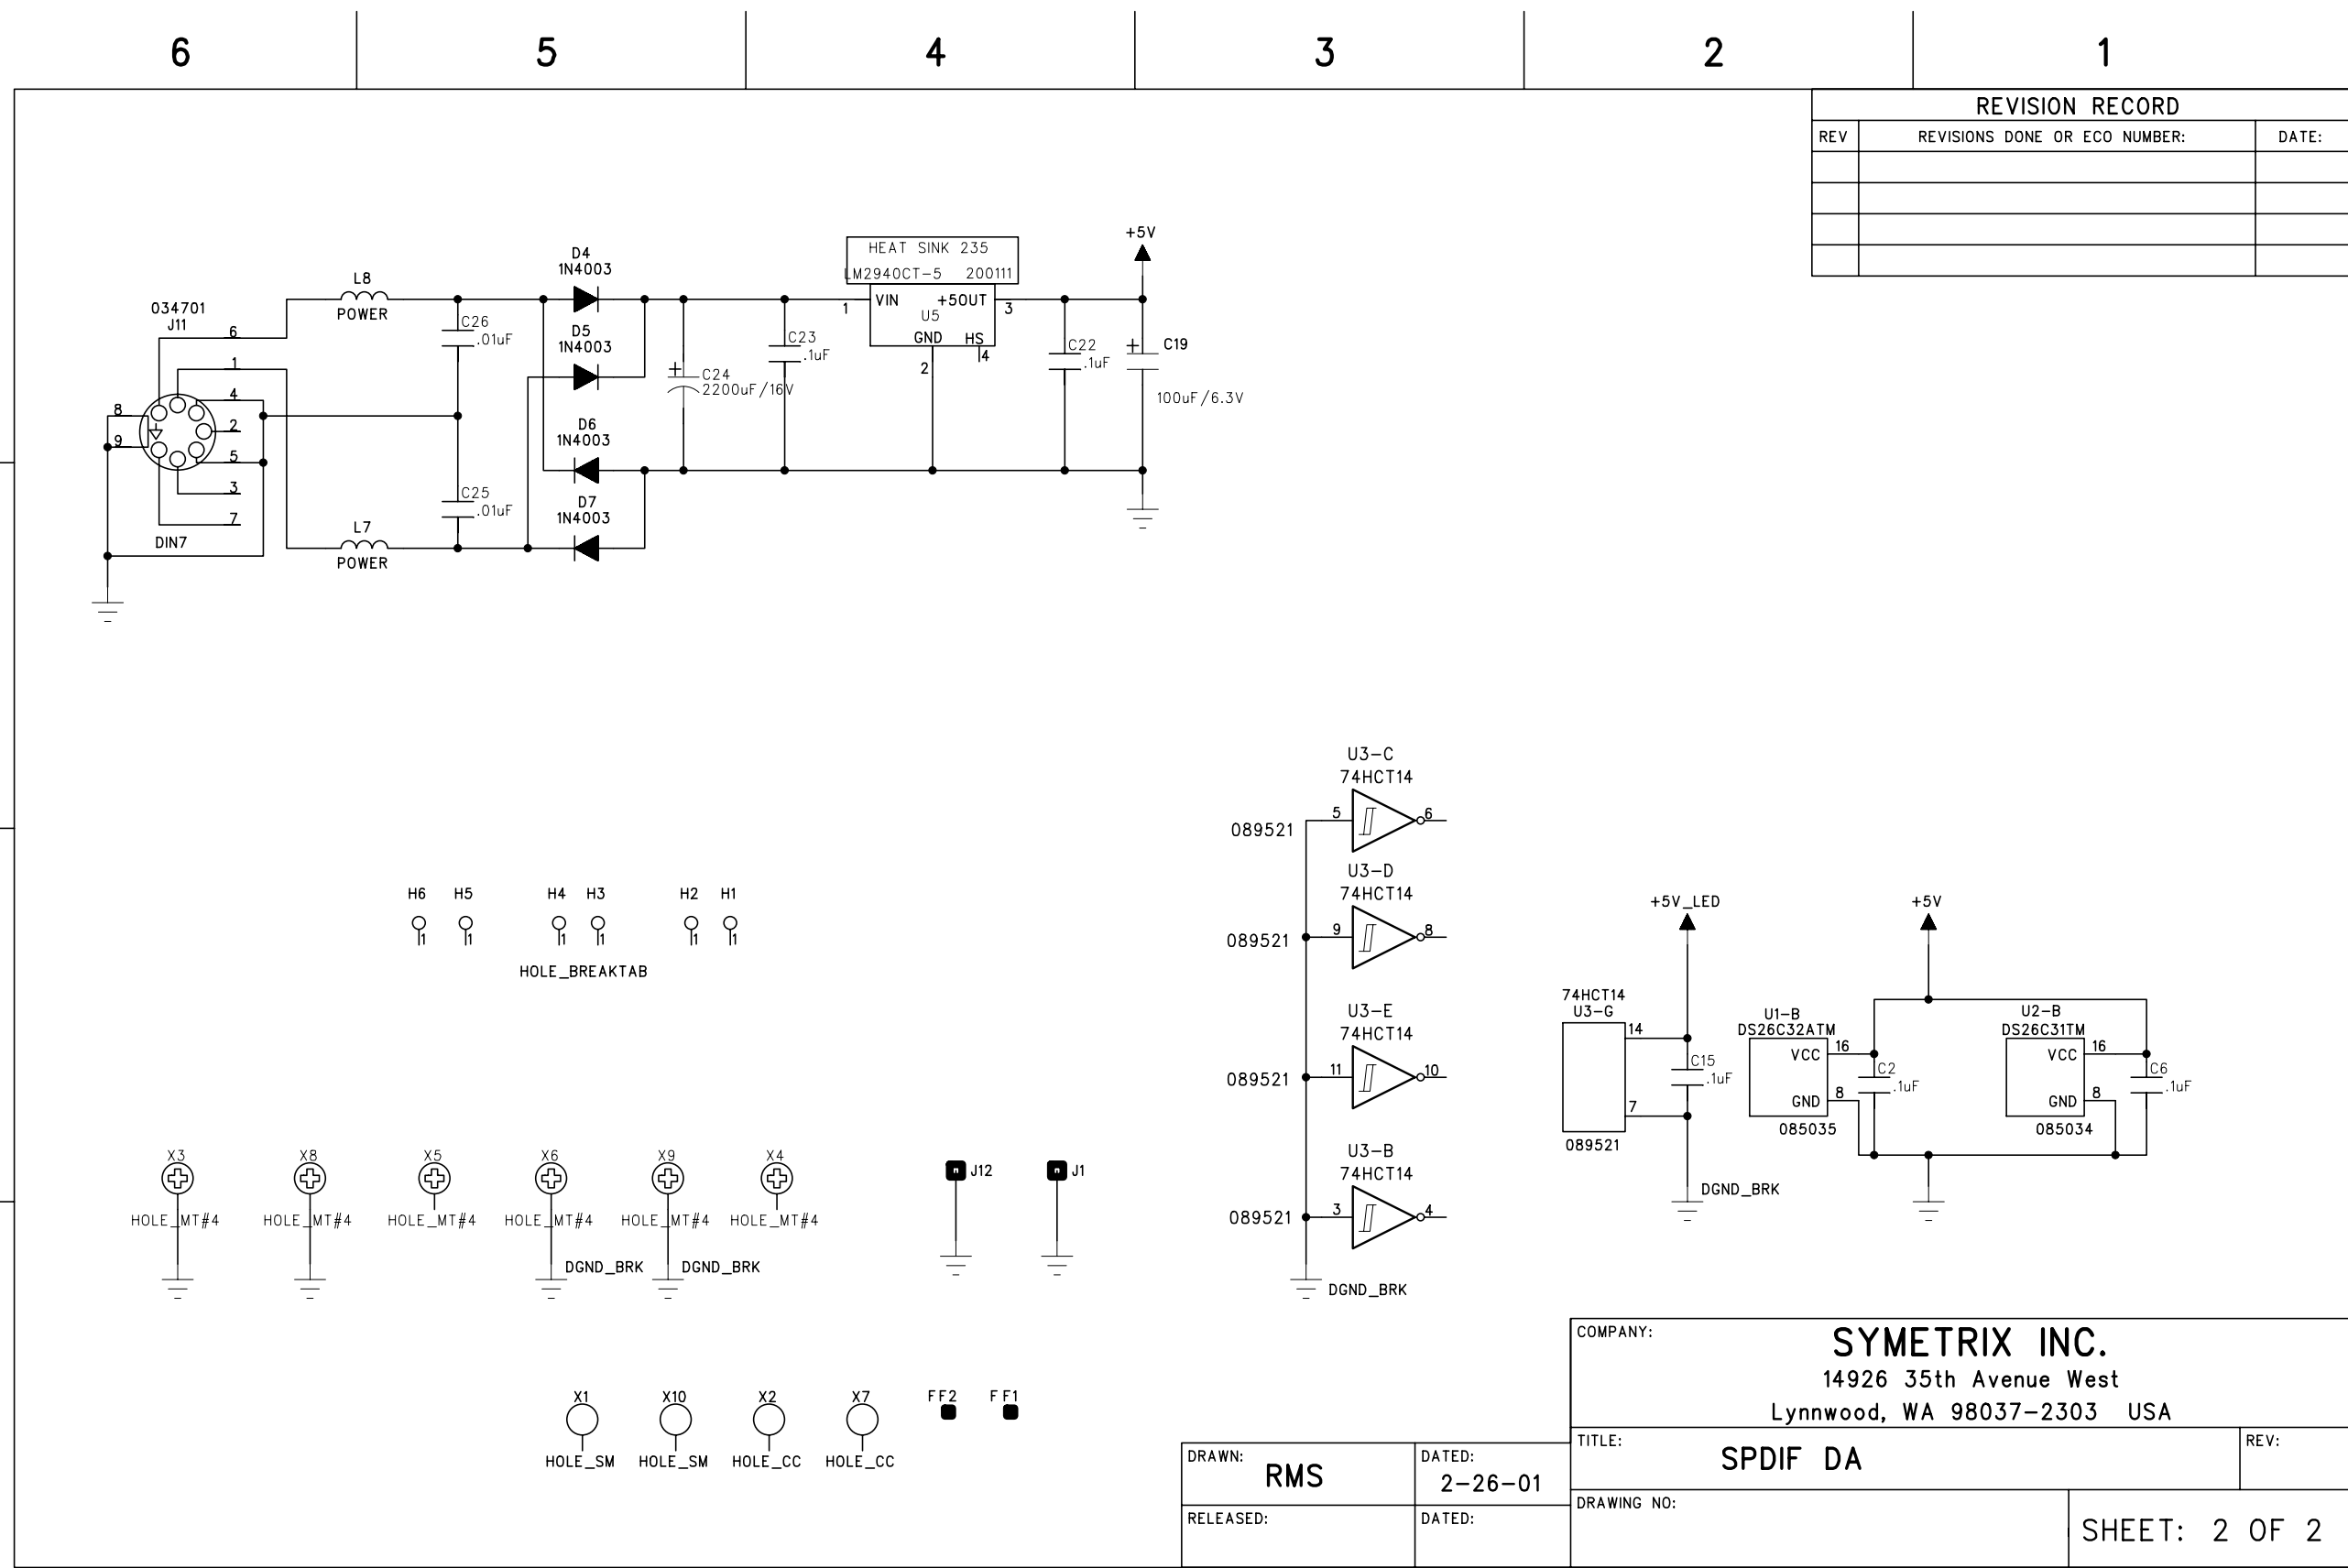 6 5 4 3 2 1
REVISION RECORD
REV REVISIONS DONE OR ECO NUMBER: DATE:
034701
J11
6
1
4
8
2
9
5
3
7
DIN7
L8
POWER
L7
POWER
C26
.01uF
C25
.01uF
D4
1N4003
D5
1N4003
D6
1N4003
D7
1N4003
+
C24
2200uF/16V
C23
.1uF
HEAT SINK 235
LM2940CT-5 200111
1 VIN +5OUT 3
U5
GND HS
2 4
C22
.1uF
+5V
+ C19
100uF/6.3V
H6 H5 H4 H3 H2 H1
1 1 1 1 1 1
HOLE_BREAKTAB
U3-C
74HCT14
089521 5 6
U3-D
74HCT14
089521 9 8
U3-E
74HCT14
089521 11 10
U3-B
74HCT14
089521 3 4
DGND_BRK
+5V_LED
74HCT14
U3-G
14
7
089521
C15
.1uF
DGND_BRK
+5V
U1-B
DS26C32ATM
VCC 16
GND 8
085035
C2
.1uF
U2-B
DS26C31TM
VCC 16
GND 8
085034
C6
.1uF
X3 X8 X5 X6 X9 X4
HOLE_MT#4 HOLE_MT#4 HOLE_MT#4 HOLE_MT#4 HOLE_MT#4 HOLE_MT#4
DGND_BRK DGND_BRK
J12 J1
X1 X10 X2 X7 FF2 FF1
HOLE_SM HOLE_SM HOLE_CC HOLE_CC
COMPANY:
SYMETRIX INC.
14926 35th Avenue West
Lynnwood, WA 98037-2303 USA
DRAWN: RMS
DATED: 2-26-01
TITLE: SPDIF DA
REV:
RELEASED: DATED:
DRAWING NO:
SHEET: 2 OF 2